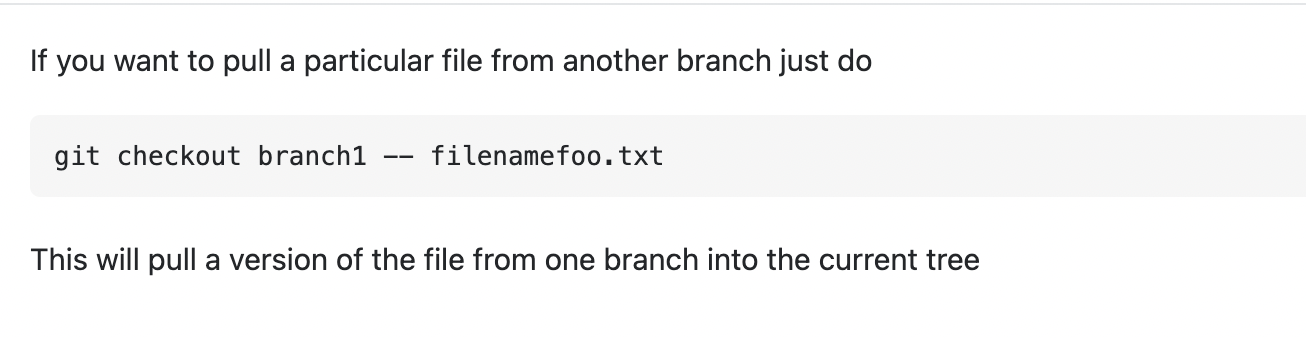 If you want to pull a particular file from another branch just do
git checkout branch1 -- filenamefoo.txt
This will pull a version of the file from one branch into the current tree